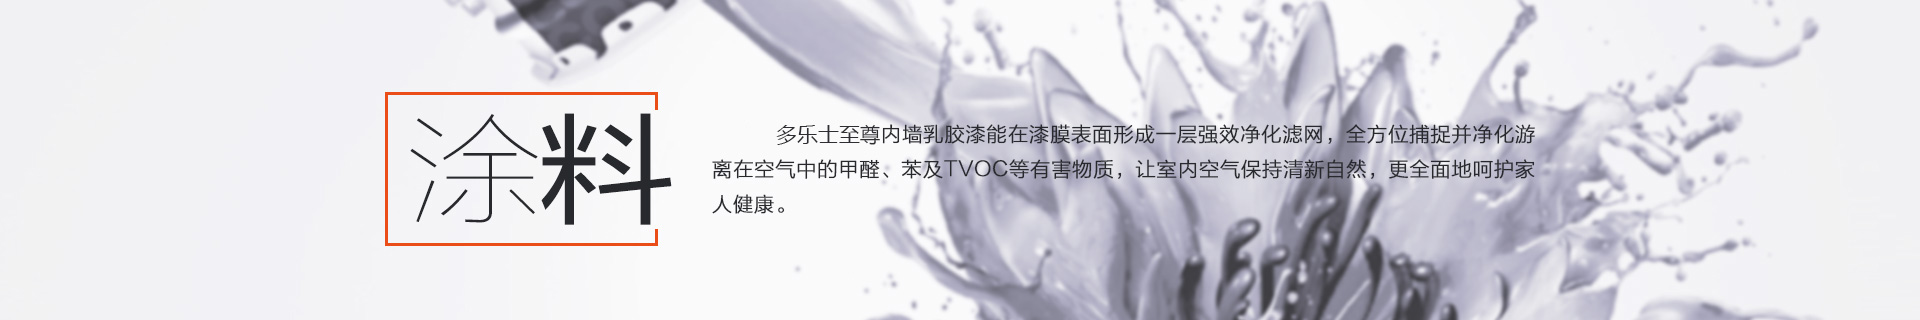 涂料
多乐士至尊内墙乳胶漆能在漆膜表面形成一层强效净化滤网，全方位捕捉并净化游
离在空气中的甲醛、苯及TVOC等有害物质，让室内空气保持清新自然，更全面地呵护家
人健康。